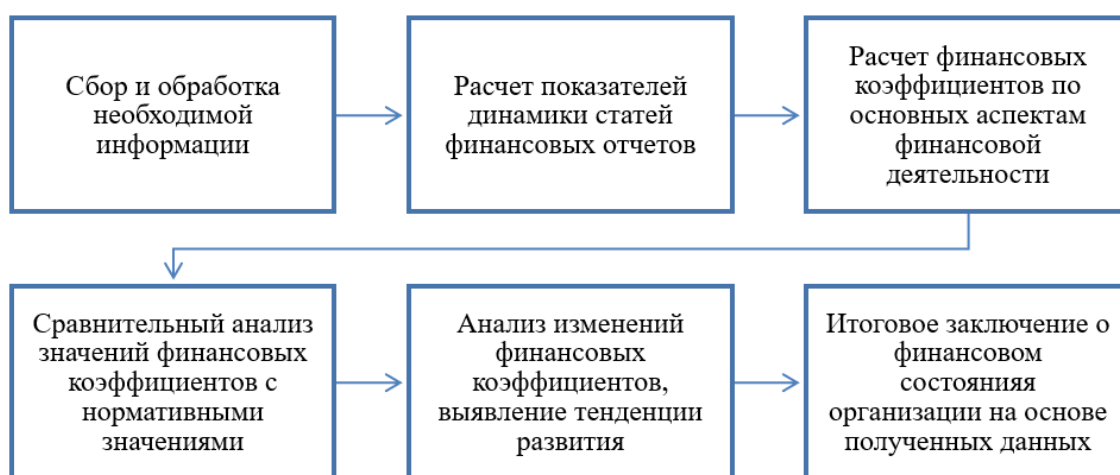 Сбор и обработка
необходимой
информации
Расчет показателей
динамики статей
финансовых отчетов
Расчет финансовых
коэффициентов по
основных аспектам
финансовой
деятельности
Сравнительный анализ
значений финансовых
коэффициентов с
нормативными
значениями
Анализ изменений
финансовых
коэффициентов,
выявление тенденции
развития
Итоговое заключение о
финансовом
состоянияя
организации на основе
полученных данных